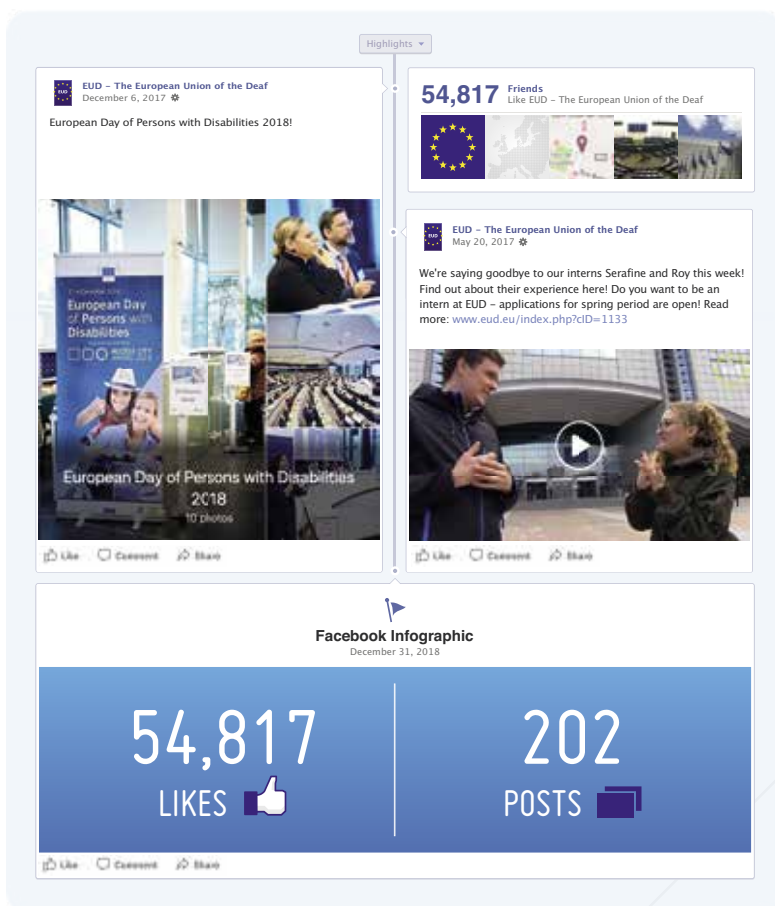 Highlights
EUD – The European Union of the Deaf
December 6, 2017
European Day of Persons with Disabilities 2018!
European Day
of Persons with
Disabilities
European Day of Persons with Disabilities
2018
10 photos
Like Comment Share
54,817 Friends
Like EUD – The European Union of the Deaf
EUD – The European Union of the Deaf
May 20, 2017
We're saying goodbye to our interns Serafine and Roy this week!
Find out about their experience here! Do you want to be an
intern at EUD – applications for spring period are open! Read
more: www.eud.eu/index.php?cID=1133
Like Comment Share
Facebook Infographic
December 31, 2018
54,817
LIKES
202
POSTS
Like Comment Share